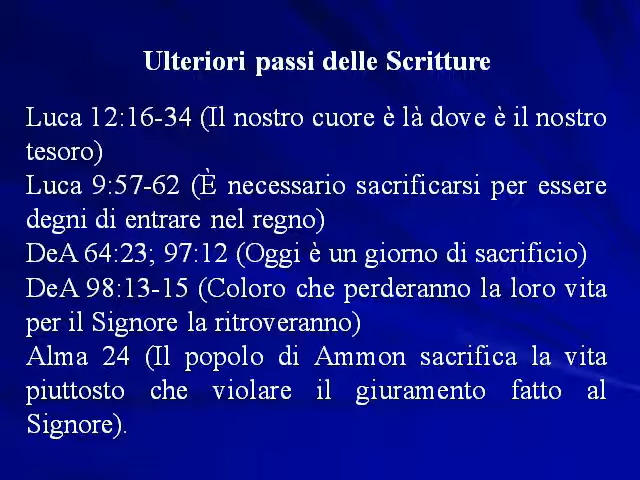 Ulteriori passi delle Scritture
Luca 12:16-34 (Il nostro cuore è là dove è il nostro
tesoro)
Luca 9:57-62 (È necessario sacrificarsi per essere
degni di entrare nel regno)
DeA 64:23; 97:12 (Oggi è un giorno di sacrificio)
DeA 98:13-15 (Coloro che perderanno la loro vita
per il Signore la ritroveranno)
Alma 24 (Il popolo di Ammon sacrifica la vita
piuttosto che violare il giuramento fatto al
Signore).